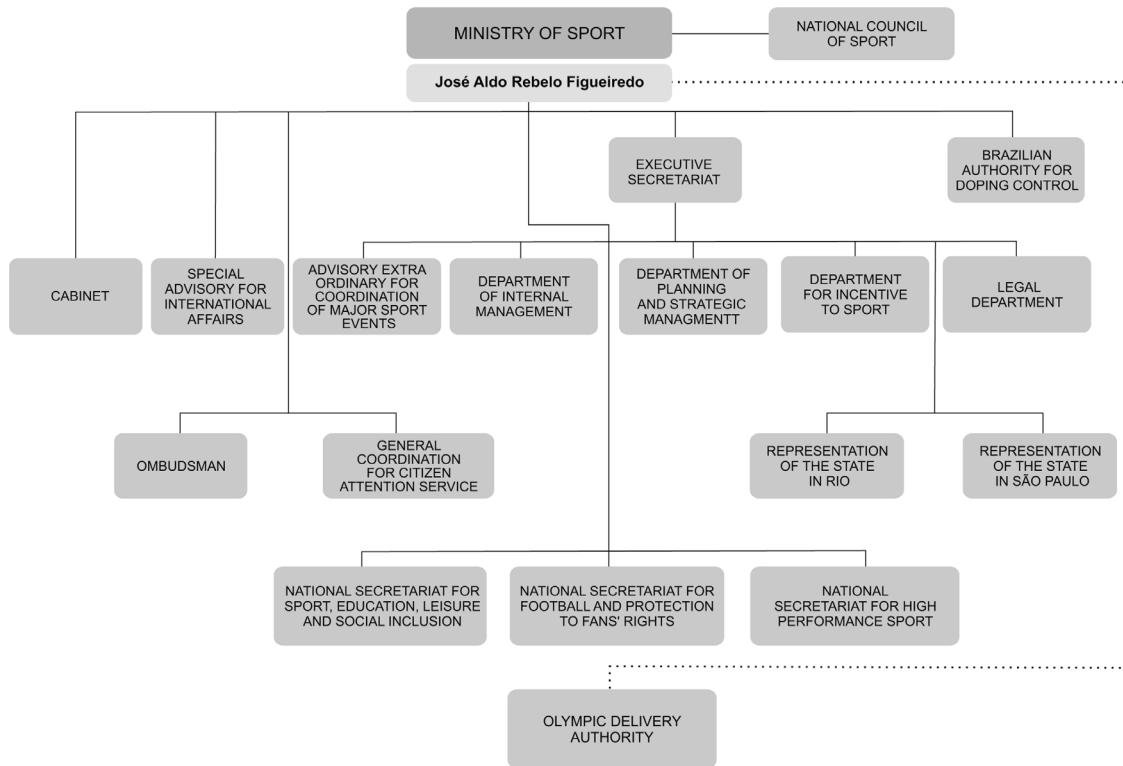 MINISTRY OF SPORT
NATIONAL COUNCIL
OF SPORT
José Aldo Rebelo Figueiredo
EXECUTIVE
SECRETARIAT
BRAZILIAN
AUTHORITY FOR
DOPING CONTROL
CABINET
SPECIAL
ADVISORY FOR
INTERNATIONAL
AFFAIRS
ADVISORY EXTRA
ORDINARY FOR
COORDINATION
OF MAJOR SPORT
EVENTS
DEPARTMENT
OF INTERNAL
MANAGEMENT
DEPARTMENT OF
PLANNING
AND STRATEGIC
MANAGMENTT
DEPARTMENT
FOR INCENTIVE
TO SPORT
LEGAL
DEPARTMENT
OMBUDSMAN
GENERAL
COORDINATION
FOR CITIZEN
ATTENTION SERVICE
REPRESENTATION
OF THE STATE
IN RIO
REPRESENTATION
OF THE STATE
IN SÃO PAULO
NATIONAL SECRETARIAT FOR
SPORT, EDUCATION, LEISURE
AND SOCIAL INCLUSION
NATIONAL SECRETARIAT FOR
FOOTBALL AND PROTECTION
TO FANS' RIGHTS
NATIONAL
SECRETARIAT FOR HIGH
PERFORMANCE SPORT
OLYMPIC DELIVERY
AUTHORITY